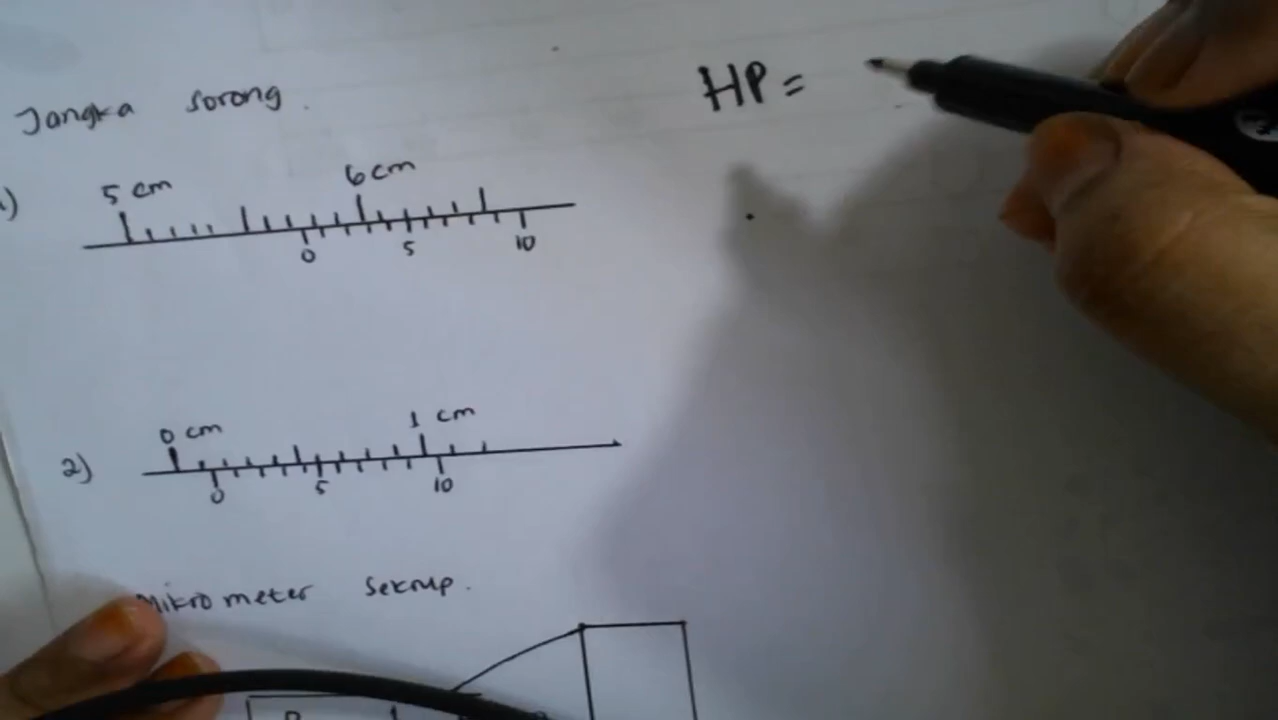 Jangka Sorong.
HP =
5 cm 6 cm
0 5 10
2) 0 cm 1 cm
0 5 10
Mikrometer Sekrup.